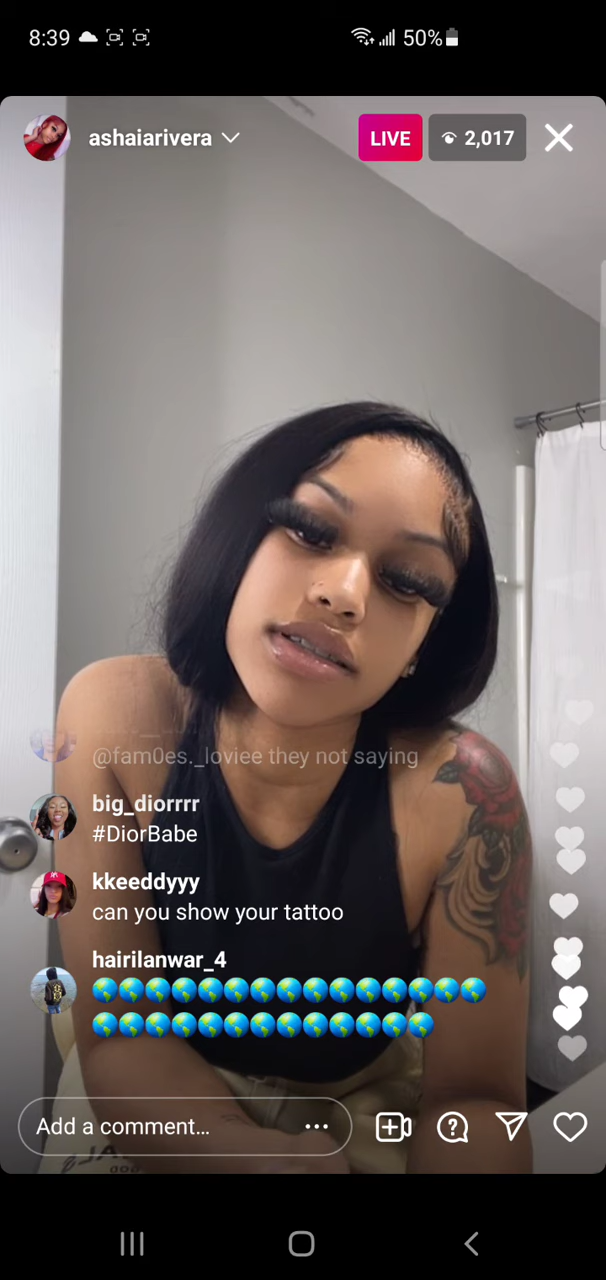 8:39
50%
ashaiarivera
LIVE
2,017
@fam0es._loviee they not saying
big_diorrrr
#DiorBabe
kkeeddyyy
can you show your tattoo
hairilanwar_4
🌎🌎🌎🌎🌎🌎🌎🌎🌎🌎🌎🌎🌎🌎🌎
🌎🌎🌎🌎🌎🌎🌎🌎🌎🌎🌎🌎🌎
Add a comment...